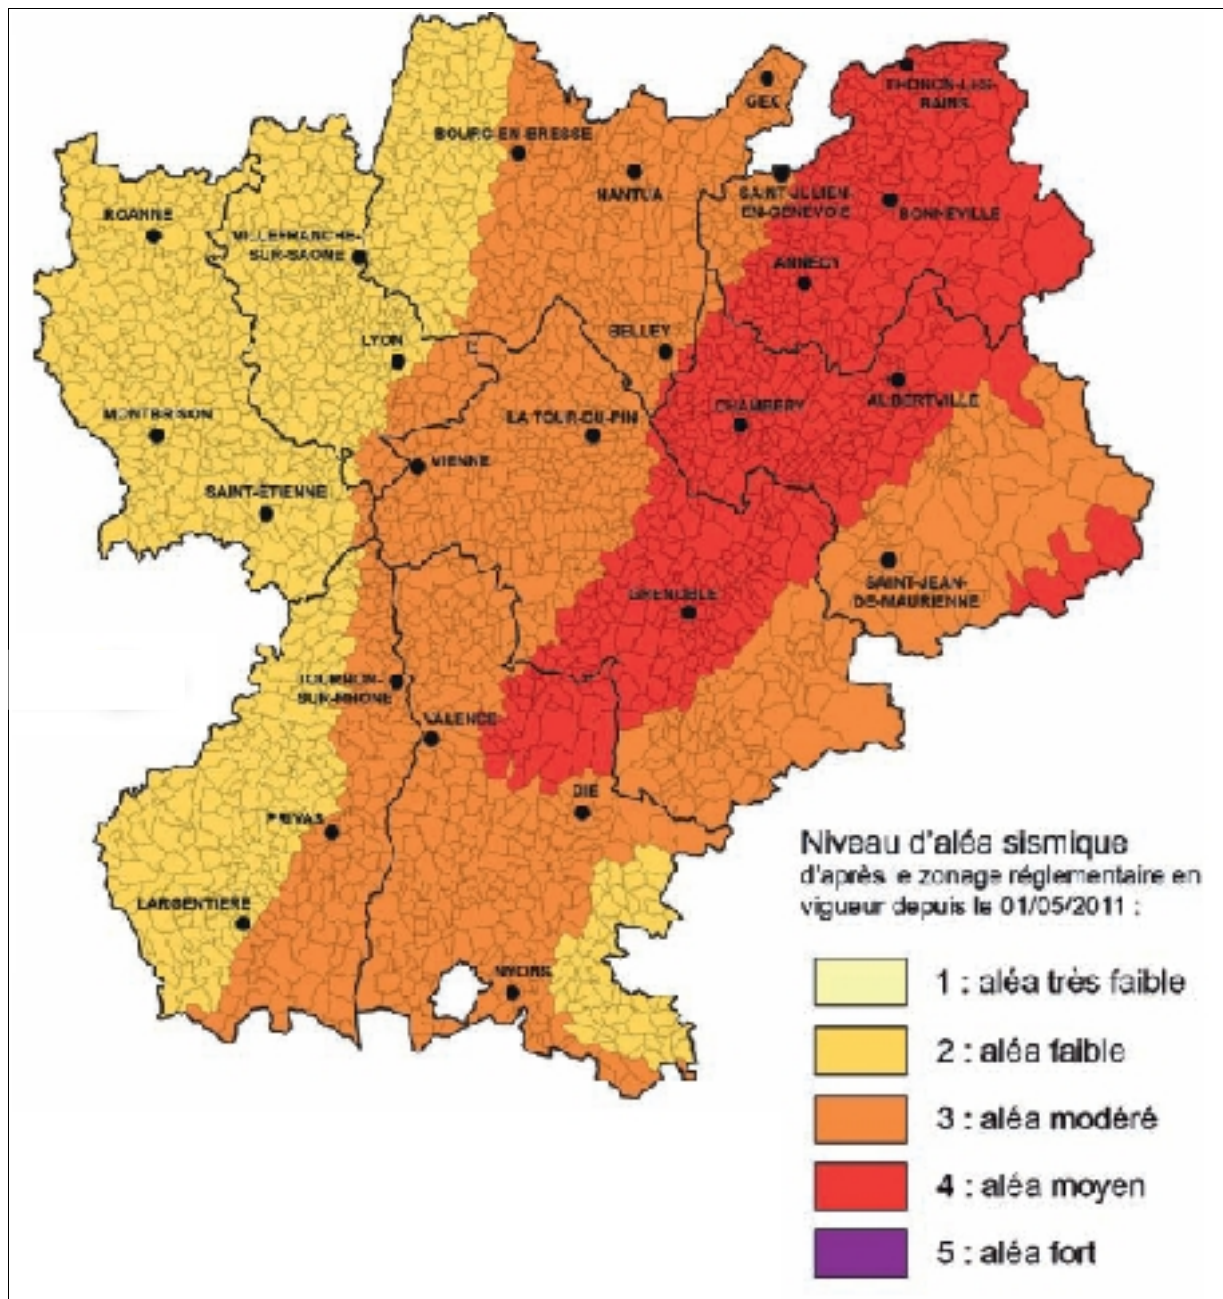 THONON-LES-
BAINS
GEX
BOURG-EN-BRESSE
NANTUA
SAINT-JULIEN-
EN-GENEVOIS
BONNEVILLE
ROANNE
VILLEFRANCHE-
SUR-SAONE
ANNECY
LYON
BELLEY
ALBERTVILLE
MONTBRISON
LA TOUR-DU-PIN
CHAMBERY
VIENNE
SAINT-ETIENNE
SAINT-JEAN-
DE-MAURIENNE
GRENOBLE
TOURNON-
SUR-RHONE
VALENCE
DIE
PRIVAS
LARGENTIERE
NYONS
Niveau d'aléa sismique
d'après le zonage réglementaire en
vigueur depuis le 01/05/2011 :
1 : aléa très faible
2 : aléa faible
3 : aléa modéré
4 : aléa moyen
5 : aléa fort